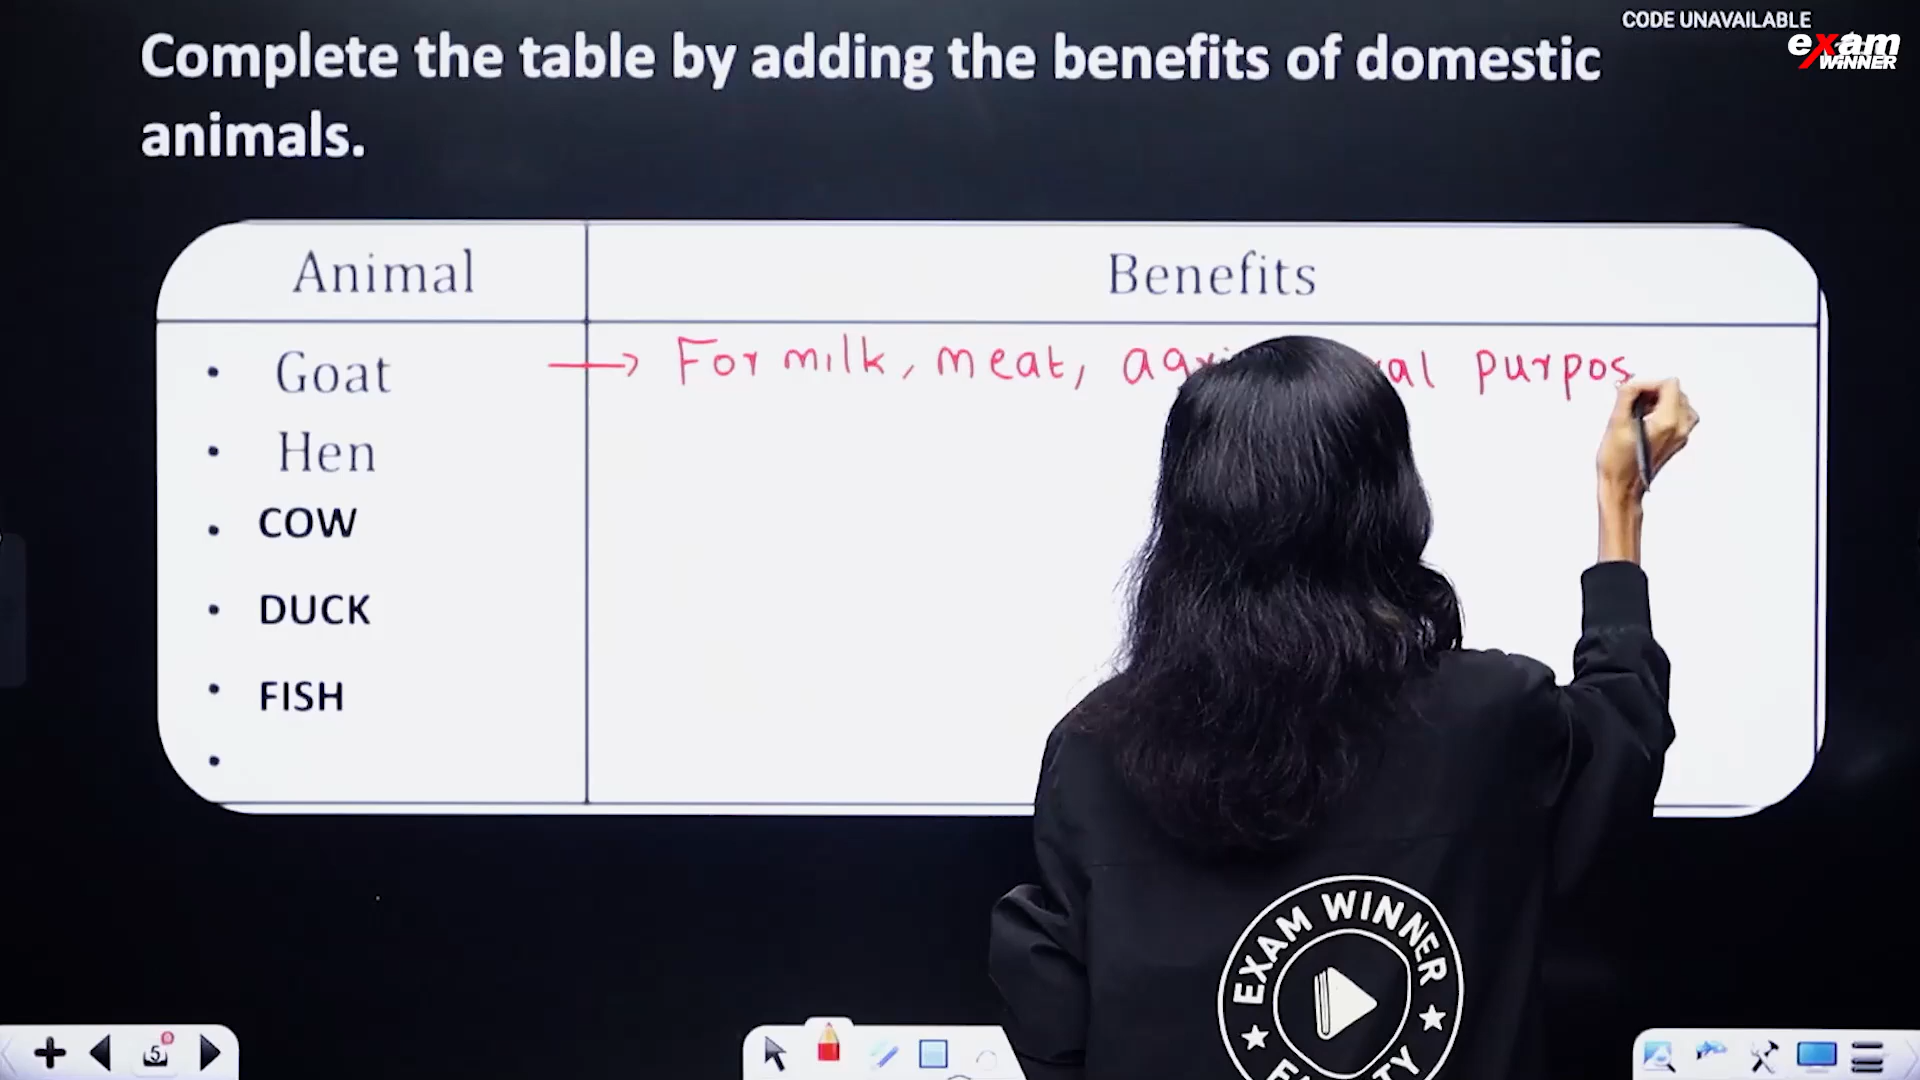 CODE UNAVAILABLE
exam
WINNER
Complete the table by adding the benefits of domestic
animals.
Animal
Benefits
• Goat
→ For milk, meat, purpos
• Hen
• COW
• DUCK
• FISH
•
5
EXAM WINNER